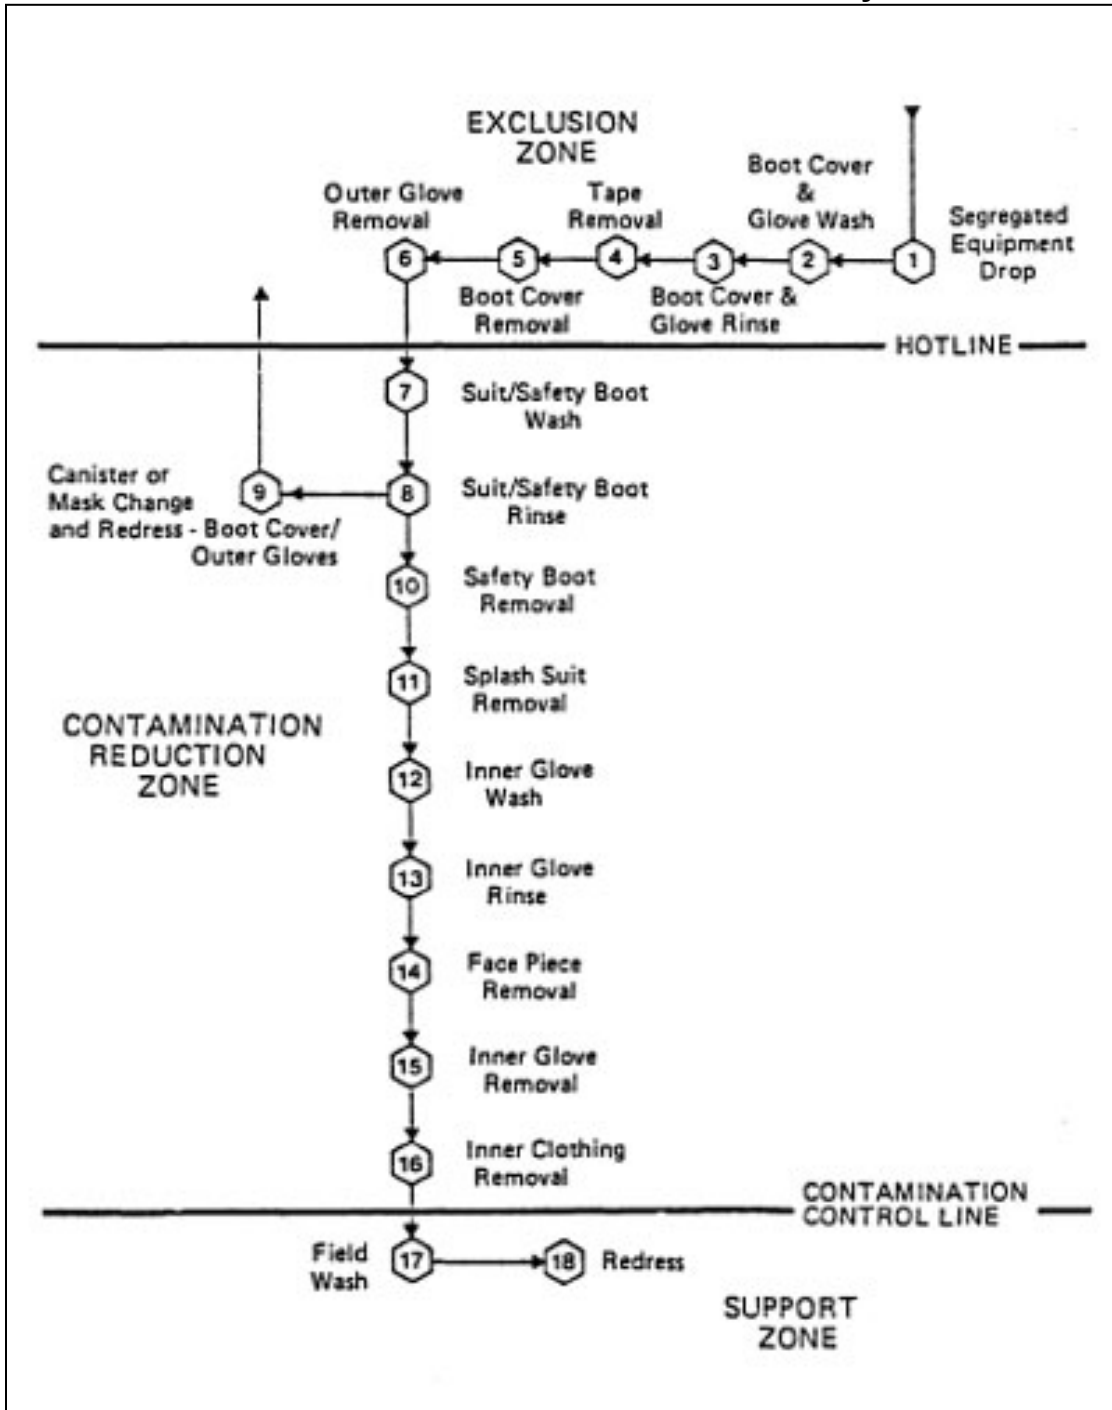 EXCLUSION
ZONE
Boot Cover
&
Glove Wash
Outer Glove
Removal
Tape
Removal
Segregated
Equipment
Drop
6
5
4
3
2
1
Boot Cover
Removal
Boot Cover &
Glove Rinse
HOTLINE
7
Suit/Safety Boot
Wash
Canister or
Mask Change
and Redress - Boot Cover/
Outer Gloves
9
8
Suit/Safety Boot
Rinse
10
Safety Boot
Removal
11
Splash Suit
Removal
CONTAMINATION
REDUCTION
ZONE
12
Inner Glove
Wash
13
Inner Glove
Rinse
14
Face Piece
Removal
15
Inner Glove
Removal
16
Inner Clothing
Removal
CONTAMINATION
CONTROL LINE
Field
Wash
17
18
Redress
SUPPORT
ZONE